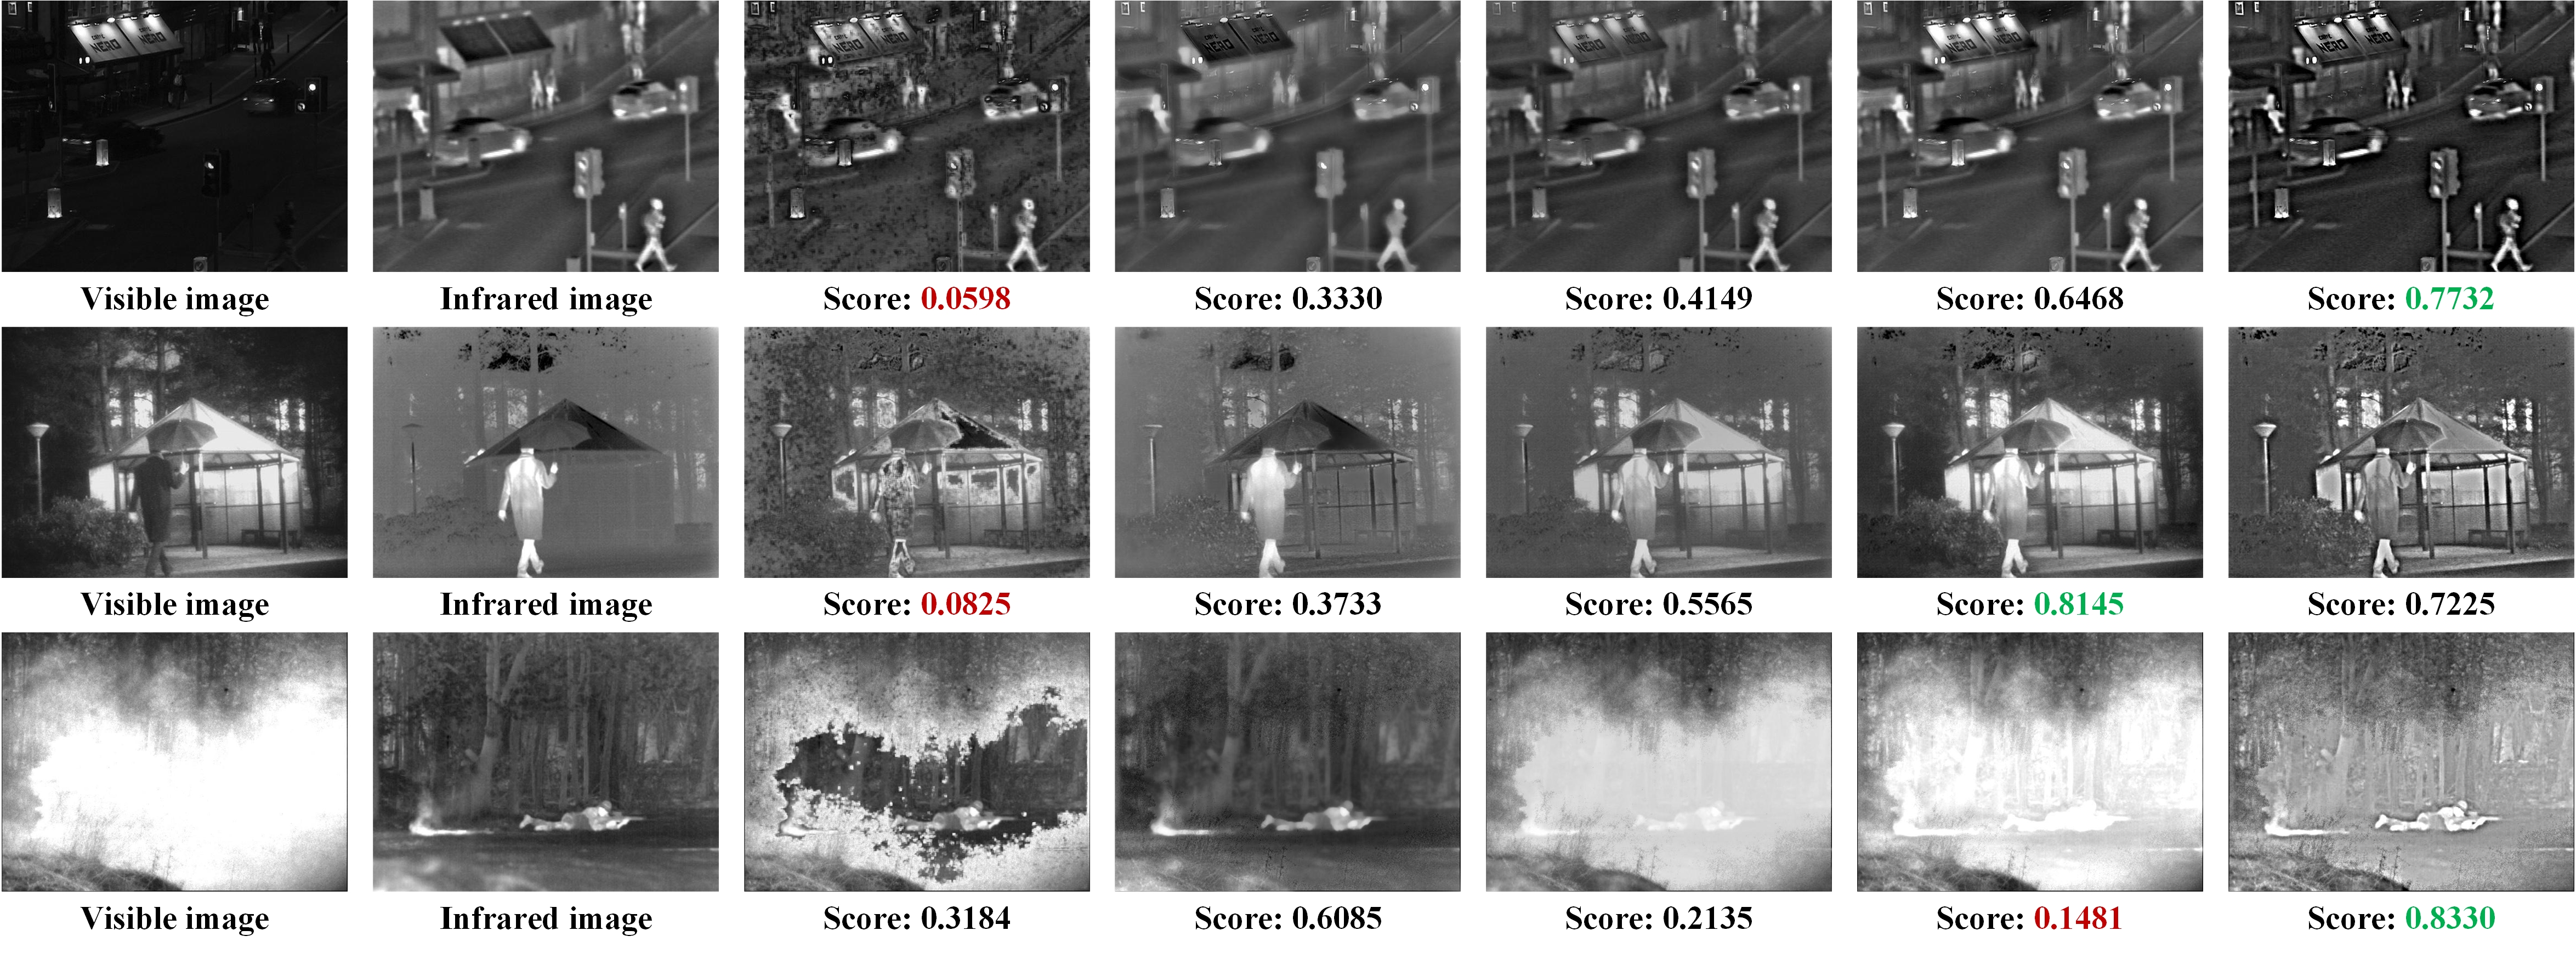 CAFFE NERO
Visible image
Infrared image
Score: 0.0598
Score: 0.3330
Score: 0.4149
Score: 0.6468
Score: 0.7732
Visible image
Infrared image
Score: 0.0825
Score: 0.3733
Score: 0.5565
Score: 0.8145
Score: 0.7225
Visible image
Infrared image
Score: 0.3184
Score: 0.6085
Score: 0.2135
Score: 0.1481
Score: 0.8330